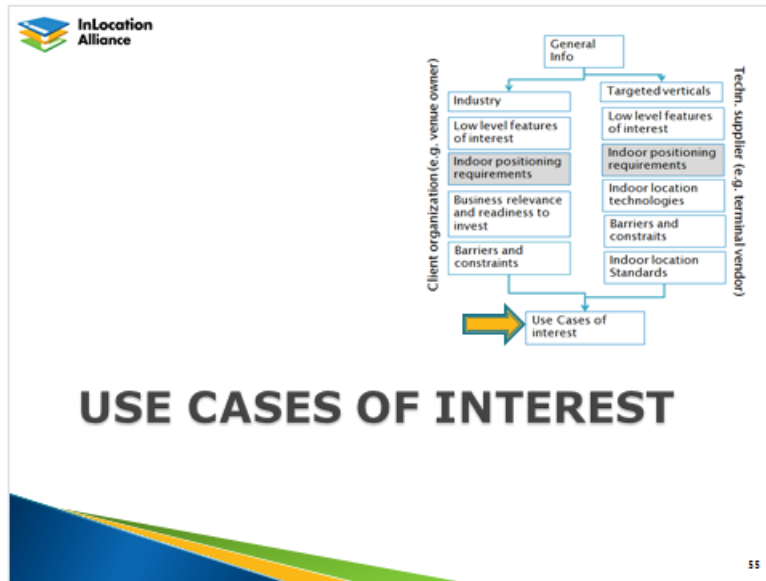 InLocation
Alliance
General
Info
Client organization(e.g. venue owner)
Industry
Low level features
of interest
Indoor positioning
requirements
Business relevance
and readiness to
invest
Barriers and
constraints
Targeted verticals
Low level features
of interest
Indoor positioning
requirements
Indoor location
technologies
Barriers and
constraits
Indoor location
Standards
Techn. supplier (e.g. terminal vendor)
Use Cases of
interest
USE CASES OF INTEREST
55